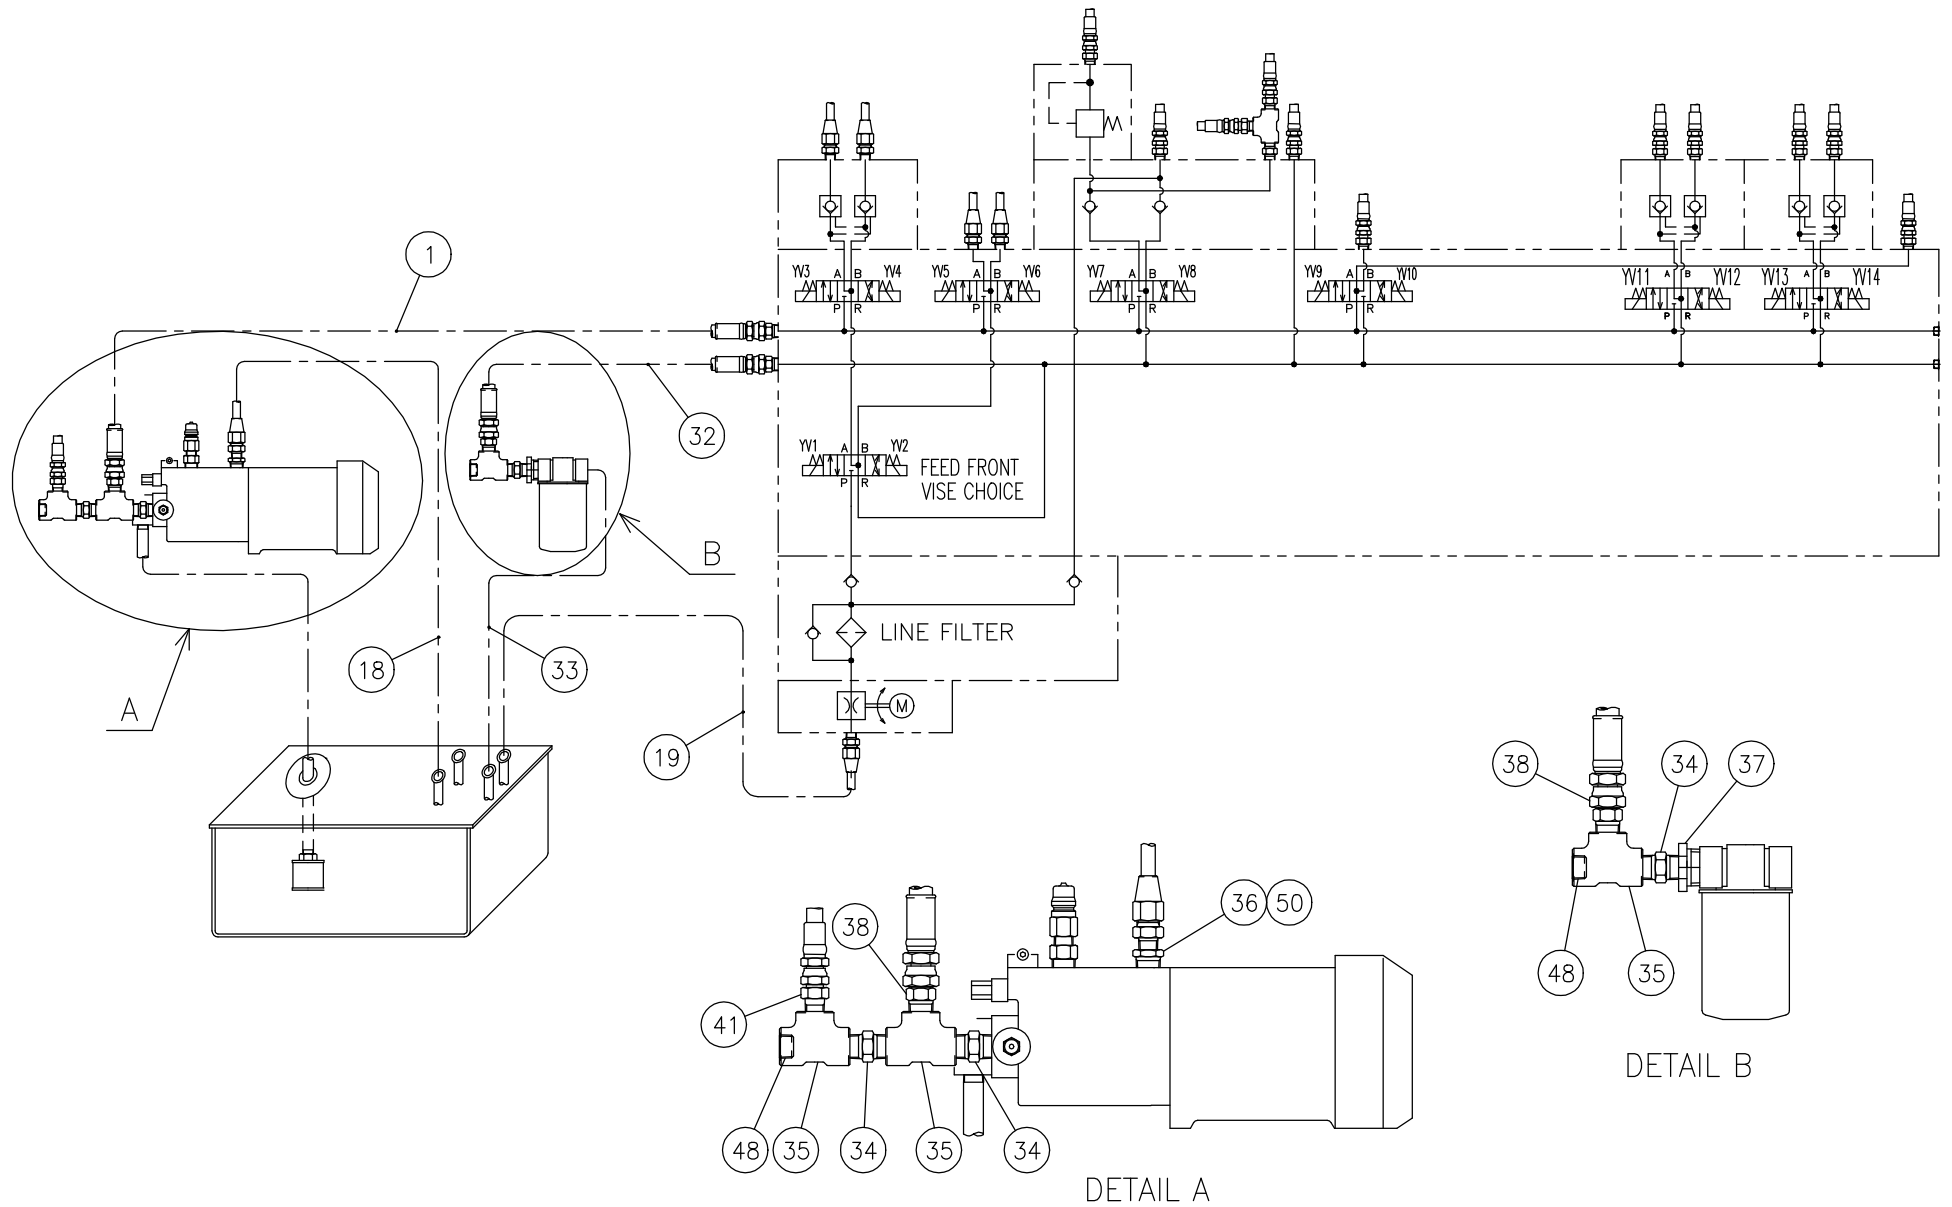 1
YV3 A B YV4
P R
YV5 A B YV6
P R
YV7 A B YV8
P R
YV9 A B YV10
P R
YV11 A B YV12
P R
YV13 A B YV14
P R
32
YV1 A B YV2
P R
FEED FRONT
VISE CHOICE
B
A
18
33
LINE FILTER
M
19
38
34
37
48
35
DETAIL B
36
50
38
41
48
35
34
35
34
DETAIL A